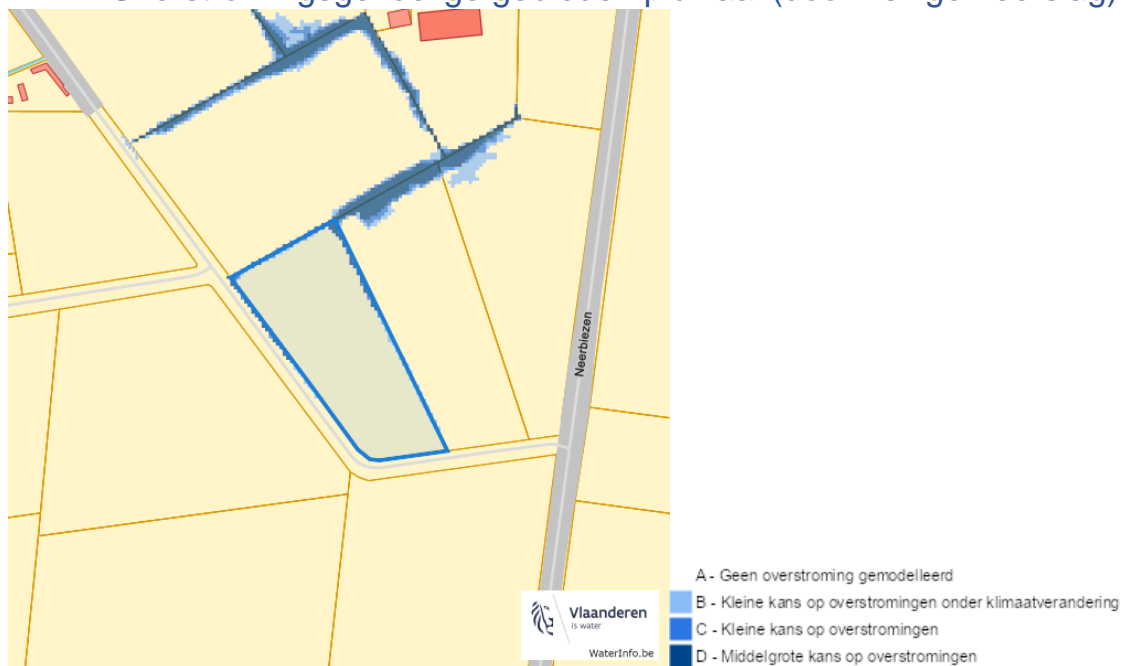 (door
Neerbiezen
A - Geen overstroming gemodelleerd
B - Kleine kans op overstromingen onder klimaatverandering
C - Kleine kans op overstromingen
D - Middelgrote kans op overstromingen
Vlaanderen
is water
WaterInfo.be